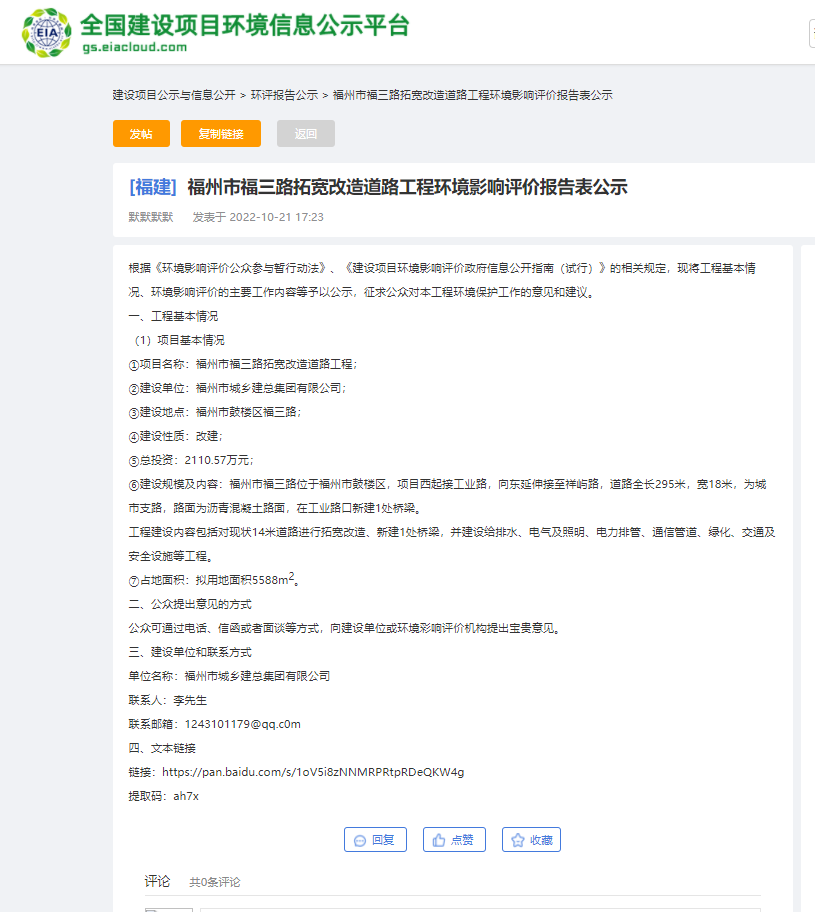 EIA
全国建设项目环境信息公示平台
gs.eiacloud.com
建设项目公示与信息公开 > 环评报告公示 > 福州市福三路拓宽改造道路工程环境影响评价报告表公示
发帖 复制链接 返回
[福建] 福州市福三路拓宽改造道路工程环境影响评价报告表公示
默默默默 发表于 2022-10-21 17:23
根据《环境影响评价公众参与暂行动法》、《建设项目环境影响评价政府信息公开指南（试行）》的相关规定，现将工程基本情
况、环境影响评价的主要工作内容等予以公示，征求公众对本工程环境保护工作的意见和建议。
一、工程基本情况
（1）项目基本情况
①项目名称：福州市福三路拓宽改造道路工程；
②建设单位：福州市城乡建总集团有限公司；
③建设地点：福州市鼓楼区福三路；
④建设性质：改建；
⑤总投资：2110.57万元；
⑥建设规模及内容：福州市福三路位于福州市鼓楼区，项目西起接工业路，向东延伸接至祥屿路，道路全长295米，宽18米，为城
市支路，路面为沥青混凝土路面，在工业路口新建1处桥梁。
工程建设内容包括对现状14米道路进行拓宽改造、新建1处桥梁，并建设给排水、电气及照明、电力排管、通信管道、绿化、交通及
安全设施等工程。
⑦占地面积：拟用地面积5588m²。
二、公众提出意见的方式
公众可通过电话、信函或者面谈等方式，向建设单位或环境彩响评价机构提出宝贵意见。
三、建设单位和联系方式
单位名称：福州市城乡建总集团有限公司
联系人：李先生
联系邮箱：1243101179@qq.c0m
四、文本链接
链接：https://pan.baidu.com/s/1oV5i8zNNMRPRtpRDeQKW4g
提取码：ah7x
回复 点赞 收藏
评论 共0条评论